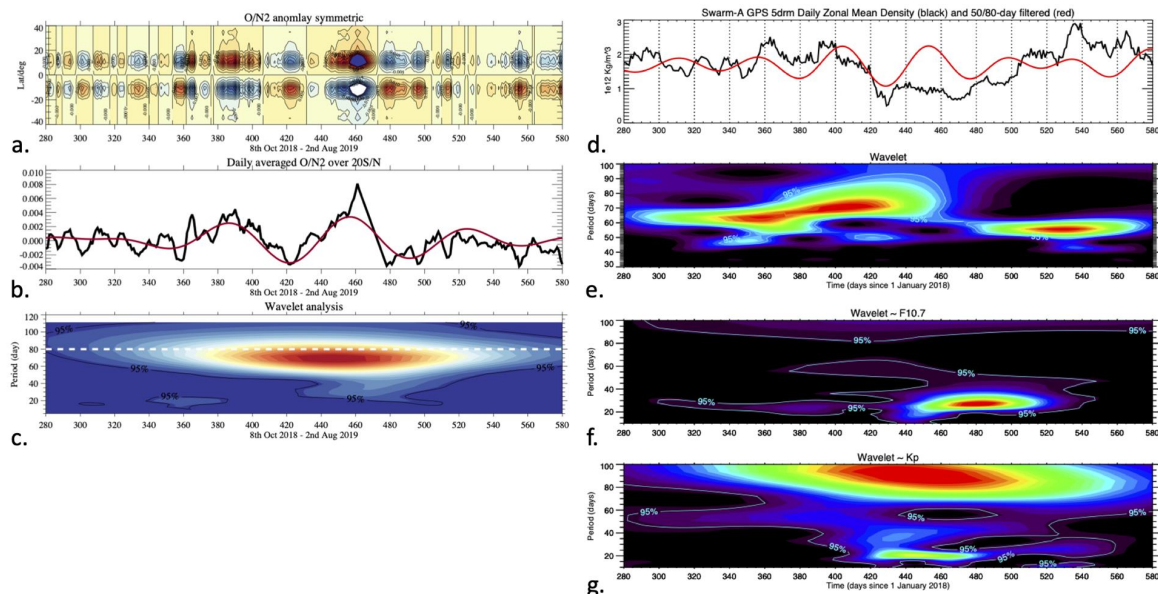 O/N2 anomlay symmetric
Lat/deg
40
20
0
-20
-40
280 300 320 340 360 380 400 420 440 460 480 500 520 540 560 580
8th Oct 2018 - 2nd Aug 2019
a.
Daily averaged O/N2 over 20S/N
0.010
0.008
0.006
0.004
0.002
0.000
-0.002
-0.004
280 300 320 340 360 380 400 420 440 460 480 500 520 540 560 580
8th Oct 2018 - 2nd Aug 2019
b.
Wavelet analysis
Period (day)
120
100
80
60
40
20
95%
95%
95%
95%
95%
280 300 320 340 360 380 400 420 440 460 480 500 520 540 560 580
8th Oct 2018 - 2nd Aug 2019
c.
Swarm-A GPS 5drm Daily Zonal Mean Density (black) and 50/80-day filtered (red)
1e12 Kg/m^3
3
2
1
280 300 320 340 360 380 400 420 440 460 480 500 520 540 560 580
d.
Wavelet
Period (days)
100
90
80
70
60
50
40
30
95%
95%
95%
95%
280 300 320 340 360 380 400 420 440 460 480 500 520 540 560 580
Time (days since 1 January 2018)
e.
Wavelet ~ F10.7
Period (days)
100
80
60
40
20
95%
95%
95%
95%
95%
95%
280 300 320 340 360 380 400 420 440 460 480 500 520 540 560 580
f.
Wavelet ~ Kp
Period (days)
100
80
60
40
20
95%
95%
95%
95%
95%
95%
280 300 320 340 360 380 400 420 440 460 480 500 520 540 560 580
Time (days since 1 January 2018)
g.